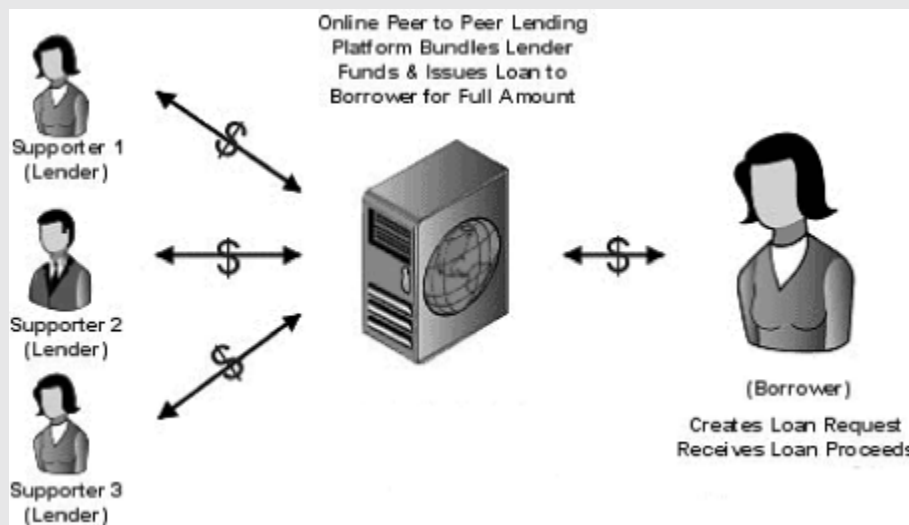 Online Peer to Peer Lending
Platform Bundles Lender
Funds & Issues Loan to
Borrower for Full Amount
Supporter 1
(Lender)
$
Supporter 2
(Lender)
$
$
Supporter 3
(Lender)
$
(Borrower)
Creates Loan Request
Receives Loan Proceeds